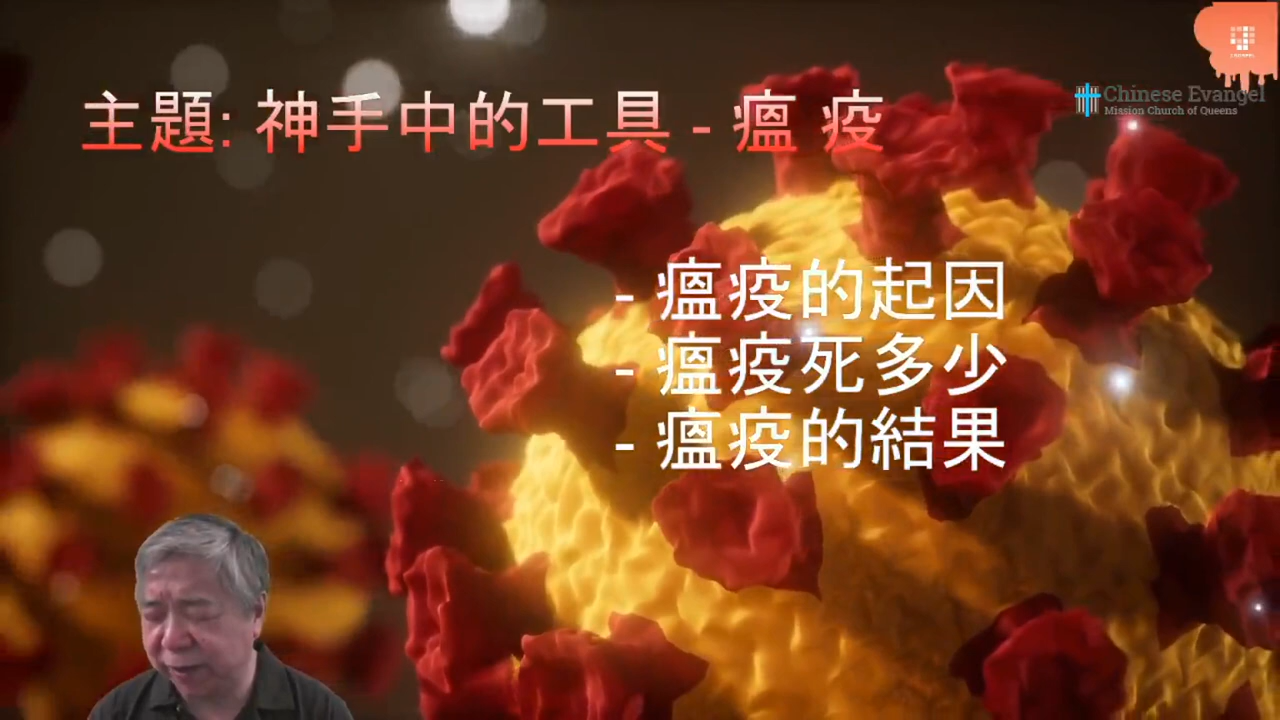 主題: 神手中的工具 - 瘟 疫
Chinese Evangel
Mission Church of Queens
- 瘟疫的起因
- 瘟疫死多少
- 瘟疫的結果